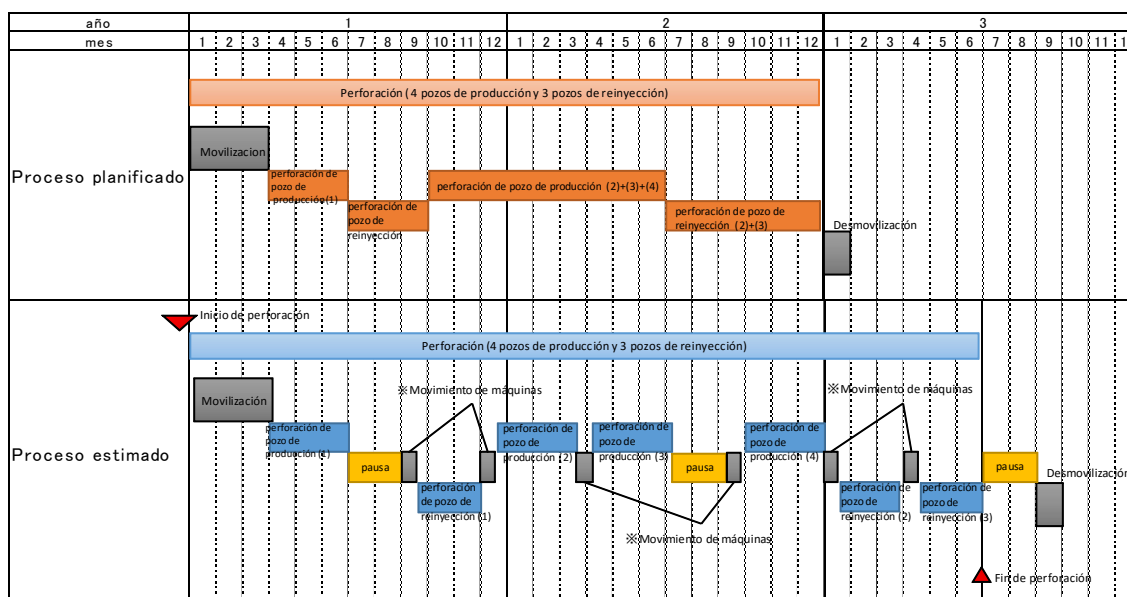 año 1 2 3
mes 1 2 3 4 5 6 7 8 9 10 11 12 1 2 3 4 5 6 7 8 9 10 11 12 1 2 3 4 5 6 7 8 9 10 11 1
Perforación ( 4 pozos de producción y 3 pozos de reinyección)
Movilizacion
Proceso planificado
perforación de
pozo de
producción(1)
perforación de pozo de producción (2)+(3)+(4)
perforación de
pozo de
reinyección
perforación de pozo de
reinyección (2)+(3)
Desmovilización
Inicio de perforación
Perforación (4 pozos de producción y 3 pozos de reinyección)
Movilización
※Movimiento de máquinas
※Movimiento de máquinas
Proceso estimado
perforación de
pozo de
producción (1)
perforación de
pozo de
producción (2)
perforación de
pozo de
producción (3)
perforación de
pozo de
producción (4)
pausa
pausa
pausa
Desmovilización
perforación
de pozo de
reinyección (1)
perforación de
pozo de
reinyección (2)
perforación de
pozo de
reinyección (3)
※Movimiento de máquinas
Fin de perforación